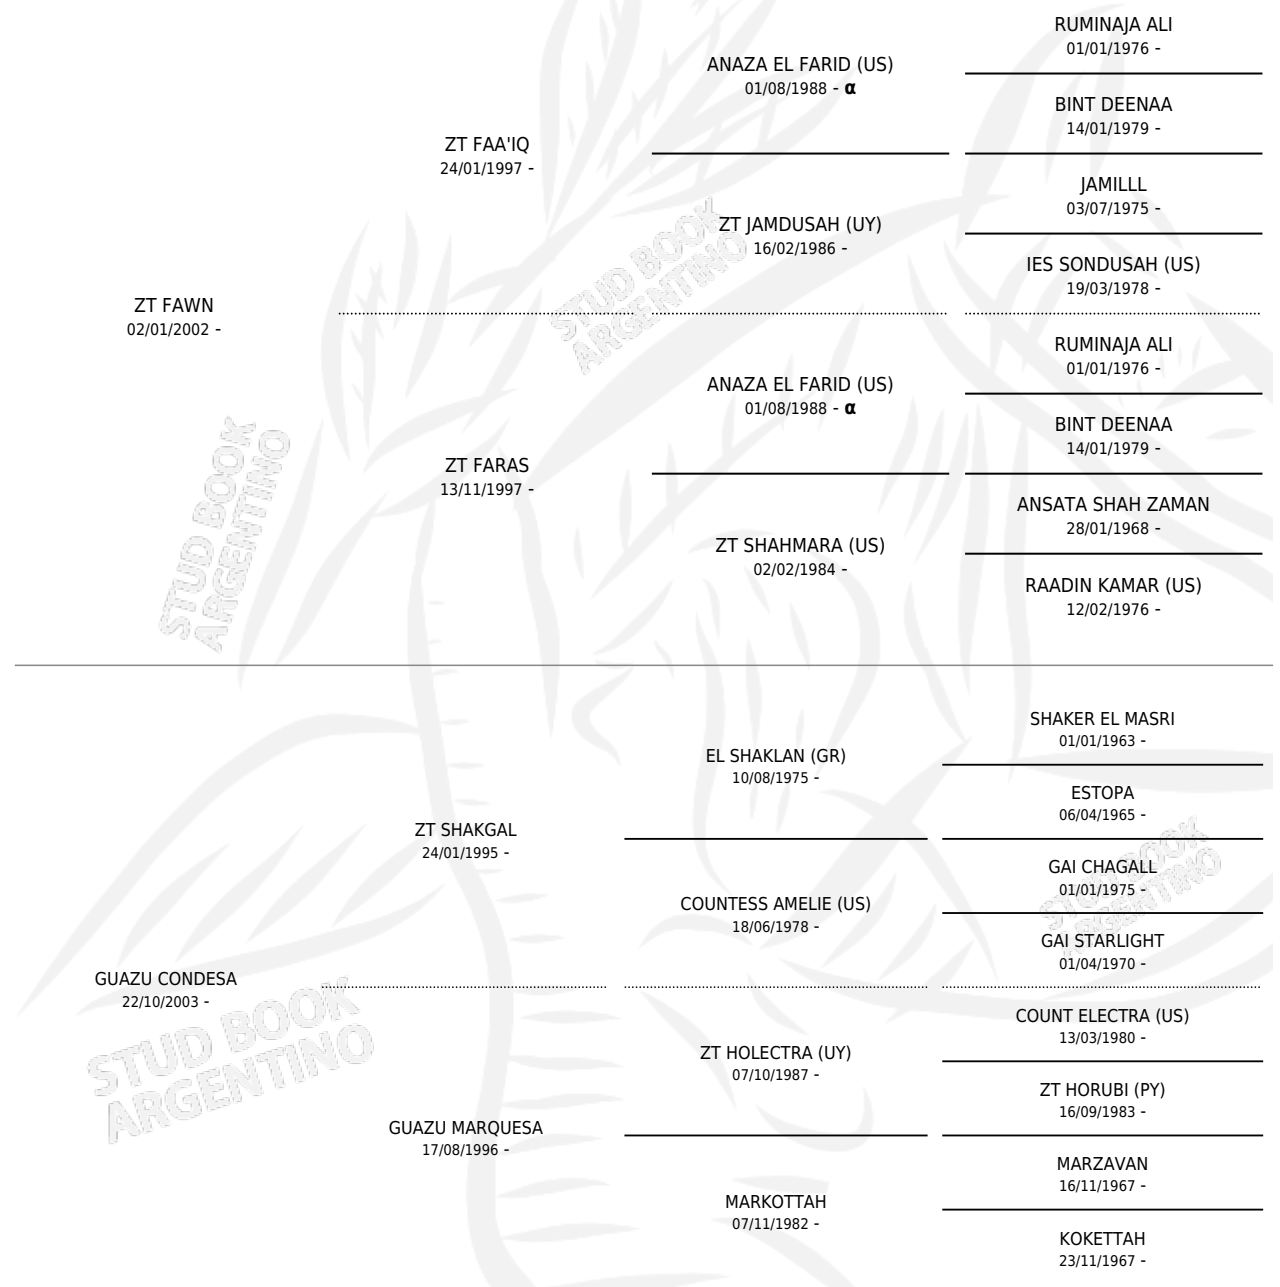 RUMINAJA ALI
01/01/1976 -
ANAZA EL FARID (US)
01/08/1988 - α
BINT DEENAA
14/01/1979 -
ZT FAA'IQ
24/01/1997 -
JAMILLL
03/07/1975 -
ZT JAMDUSAH (UY)
16/02/1986 -
IES SONDUSAH (US)
19/03/1978 -
STUD BOOK
ARGENTINO
ZT FAWN
02/01/2002 -
RUMINAJA ALI
01/01/1976 -
ANAZA EL FARID (US)
01/08/1988 - α
BINT DEENAA
14/01/1979 -
ZT FARAS
13/11/1997 -
ANSATA SHAH ZAMAN
28/01/1968 -
ZT SHAHMARA (US)
02/02/1984 -
RAADIN KAMAR (US)
12/02/1976 -
STUD BOOK
ARGENTINO
SHAKER EL MASRI
01/01/1963 -
EL SHAKLAN (GR)
10/08/1975 -
ESTOPA
06/04/1965 -
ZT SHAKGAL
24/01/1995 -
GAI CHAGALL
01/01/1975 -
COUNTESS AMELIE (US)
18/06/1978 -
GAI STARLIGHT
01/04/1970 -
STUD BOOK
ARGENTINO
GUAZU CONDESA
22/10/2003 -
COUNT ELECTRA (US)
13/03/1980 -
ZT HOLECTRA (UY)
07/10/1987 -
ZT HORUBI (PY)
16/09/1983 -
STUD BOOK
ARGENTINO
GUAZU MARQUESA
17/08/1996 -
MARZAVAN
16/11/1967 -
MARKOTTAH
07/11/1982 -
KOKETTAH
23/11/1967 -